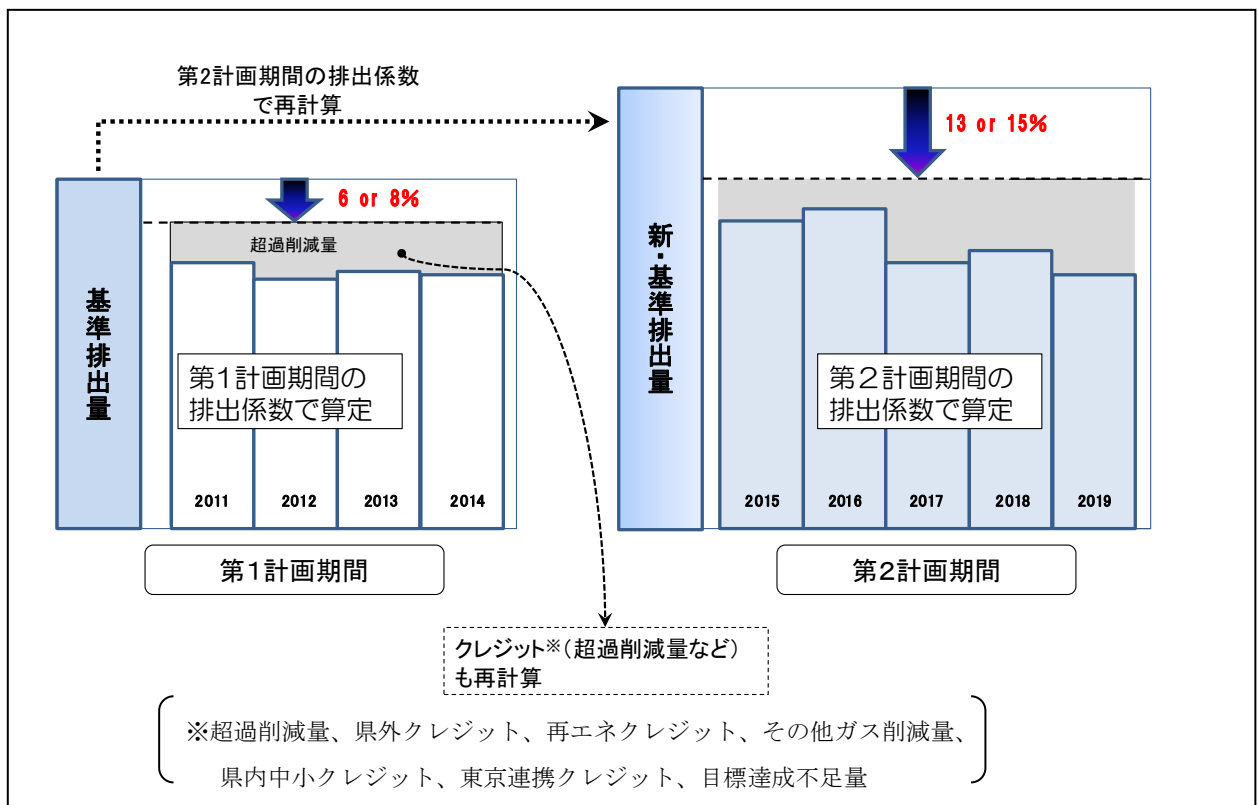 第2計画期間の排出係数
で再計算
6 or 8%
超過削減量
基準排出量
第１計画期間の
排出係数で算定
2011
2012
2013
2014
第１計画期間
13 or 15%
新・基準排出量
第２計画期間の
排出係数で算定
2015
2016
2017
2018
2019
第2計画期間
クレジット※(超過削減量など)
も再計算
※超過削減量、県外クレジット、再エネクレジット、その他ガス削減量、
県内中小クレジット、東京連携クレジット、目標達成不足量